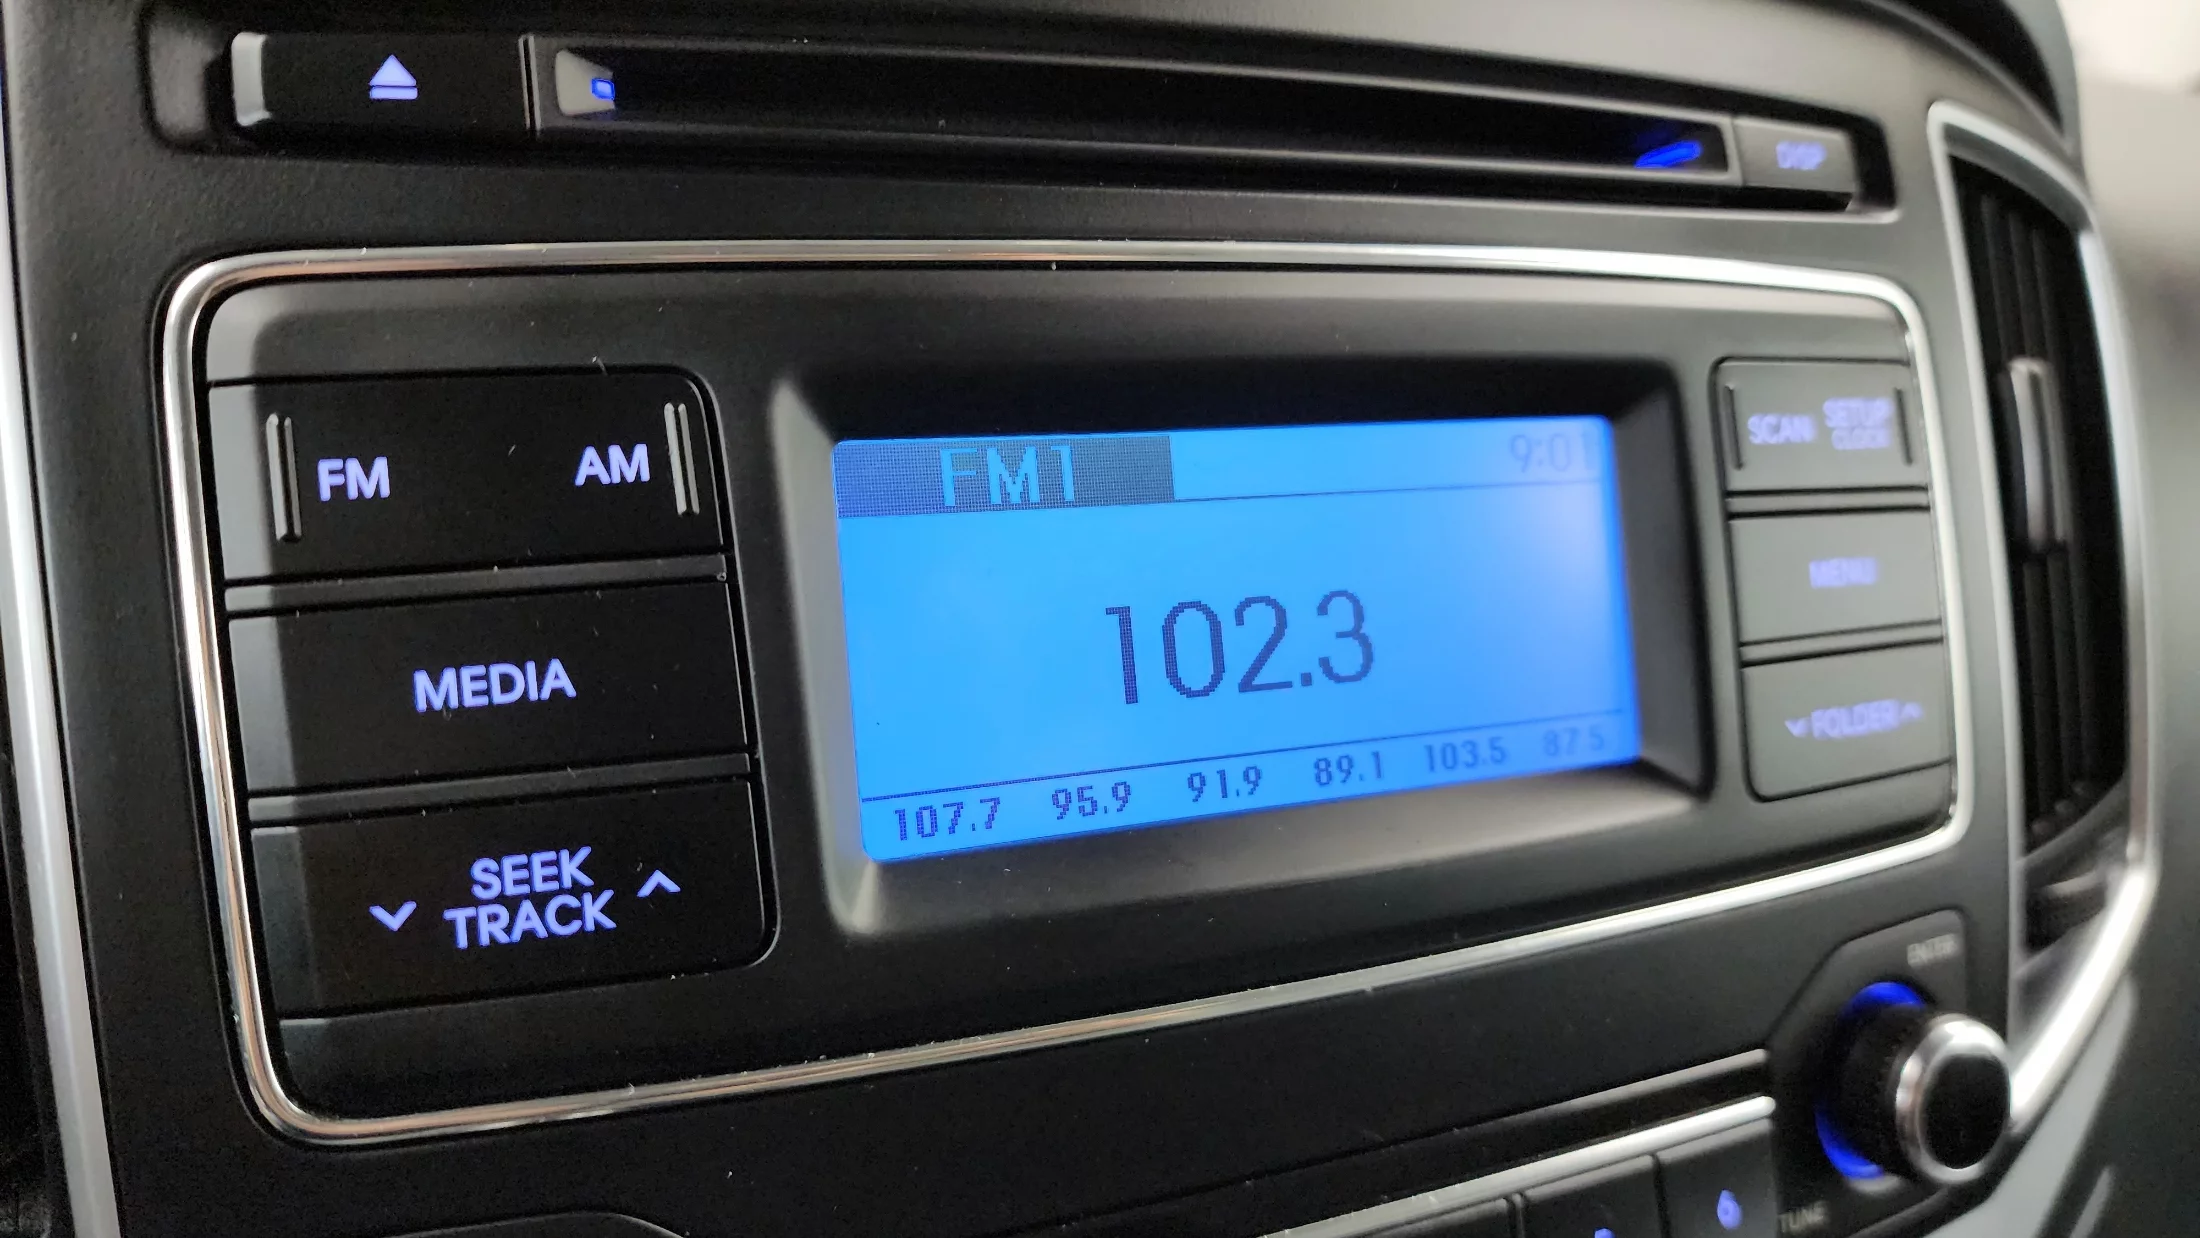 DISP
FM AM
MEDIA
SEEK
TRACK
FM1 9:01
102.3
107.7 95.9 91.9 89.1 103.5 87.5
SCAN SETUP
CLOCK
MENU
FOLDER
ENTER
TUNE
6